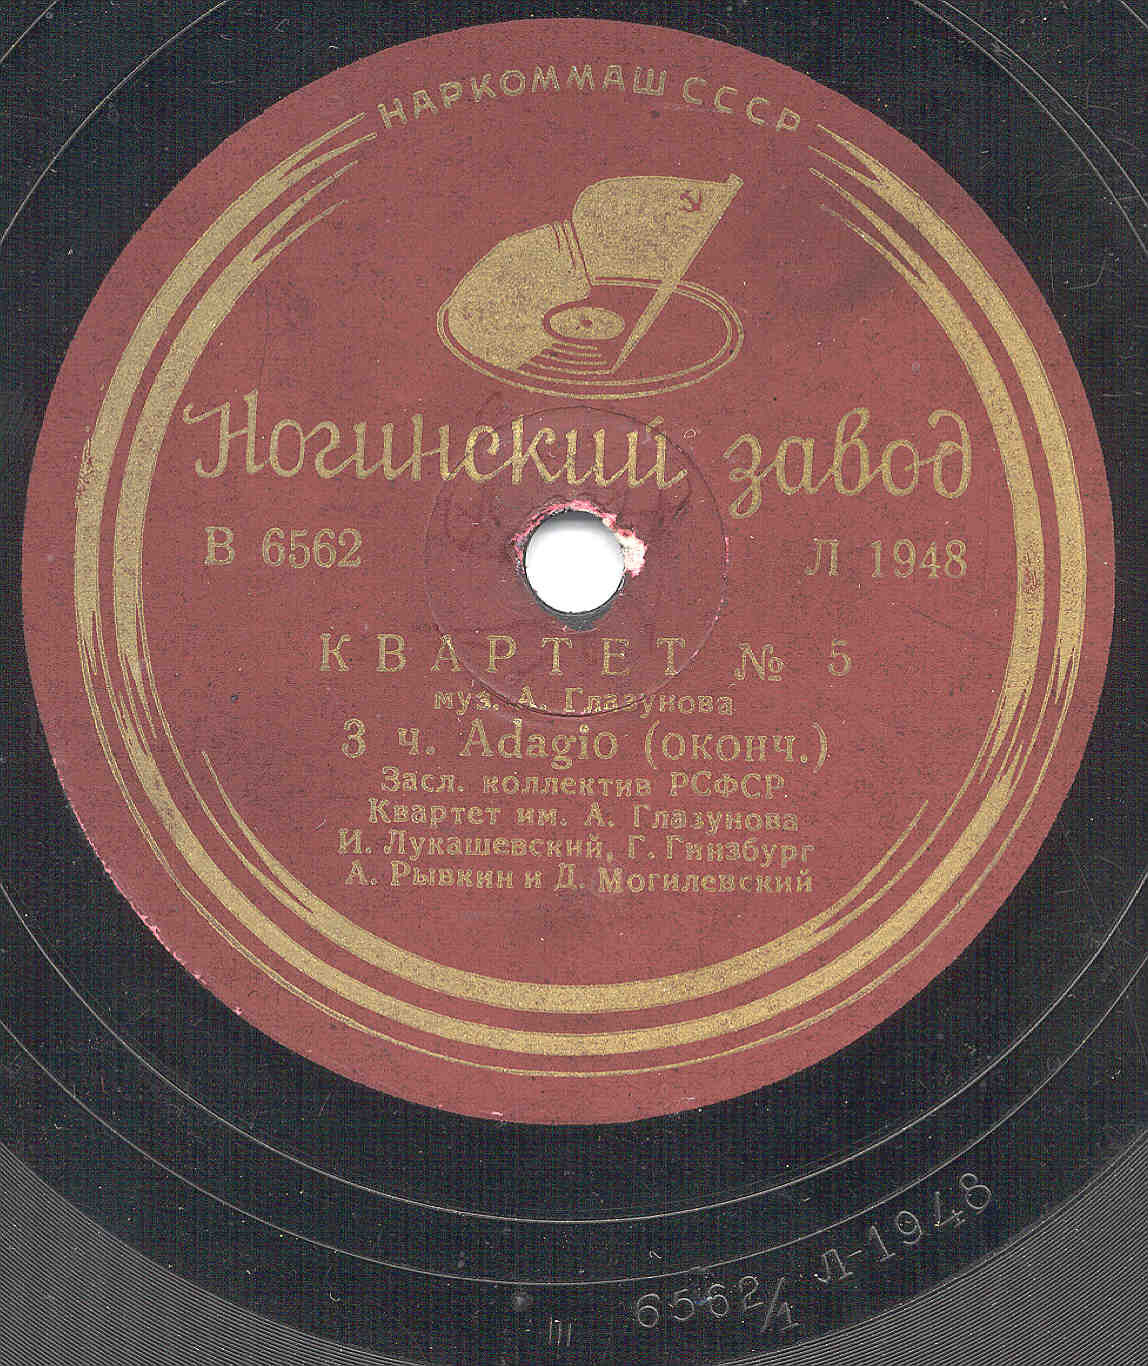 НАРКОММАШ СССР
Ногинский завод
В 6562
Л 1948
КВАРТЕТ № 5
муз. А. Глазунова
3 ч. Adagio (оконч.)
Засл. коллектив РСФСР
Квартет им. А. Глазунова
И. Лукашевский, Г. Гинзбург
А. Рывкин и Д. Могилевский
6562/1 Л-1948